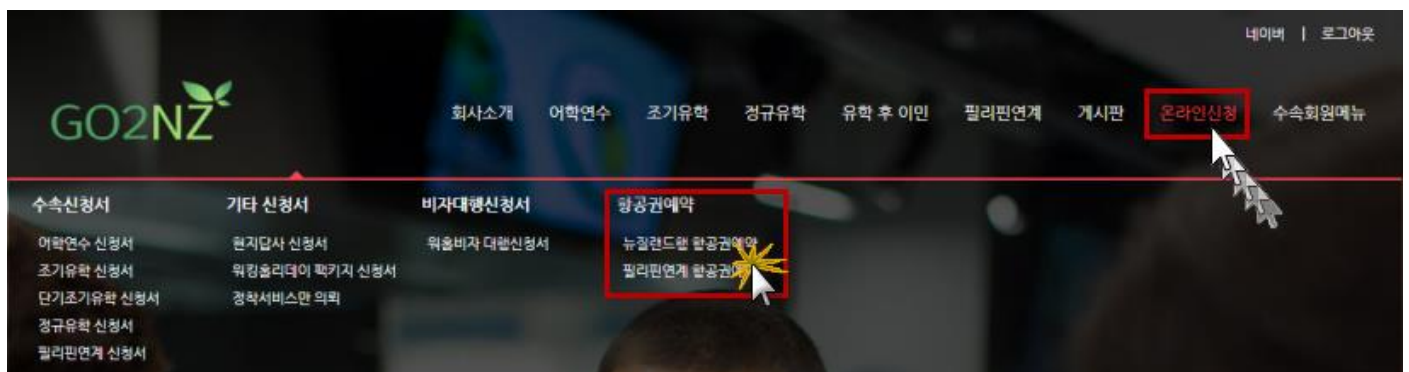 네이버 | 로그아웃
GO2NZ
회사소개 어학연수 조기유학 정규유학 유학 후 이민 필리핀연계 게시판 온라인신청 수속회원메뉴
수속신청서 기타 신청서 비자대행신청서 항공권예약
어학연수 신청서 현지답사 신청서 워홀비자 대행신청서 뉴질랜드행 항공권예약
조기유학 신청서 워킹홀리데이 팩키지 신청서 필리핀연계
단기조기유학 신청서 정착서비스만 의뢰
정규유학 신청서
필리핀연계 신청서